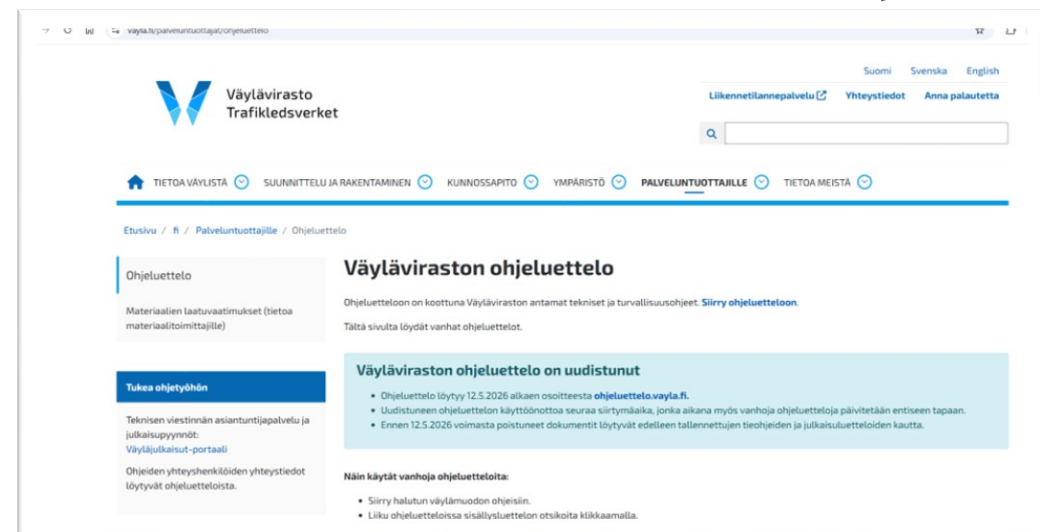 vayla.fi/palveluntuottajat/ohjeluettelo
Suomi Svenska English
Väylävirasto
Trafikledsverket
Liikennetilannepalvelu Yhteystiedot Anna palautetta
TIETOA VÄYLISTÄ SUUNNITTELU JA RAKENTAMINEN KUNNOSSAPITO YMPÄRISTÖ PALVELUNTUOTTAJILLE TIETOA MEISTÄ
Etusivu / fi / Palveluntuottajille / Ohjeluettelo
Ohjeluettelo
Materiaalien laatuvaatimukset (tietoa
materiaalitoimittajille)
Tukea ohjetyöhön
Teknisen viestinnän asiantuntijapalvelu ja
julkaisupyynnöt:
Väyläjulkaisut-portaali
Ohjeiden yhteyshenkilöiden yhteystiedot
löytyvät ohjeluetteloista.
Väyläviraston ohjeluettelo
Ohjeluetteloon on koottuna Väyläviraston antamat tekniset ja turvallisuusohjeet. Siirry ohjeluetteloon.
Tältä sivulta löydät vanhat ohjeluettelot.
Väyläviraston ohjeluettelo on uudistunut
• Ohjeluettelo löytyy 12.5.2026 alkaen osoitteesta ohjeluettelo.vayla.fi.
• Uudistuneen ohjeluettelon käyttöönottoa seuraa siirtymäaika, jonka aikana myös vanhoja ohjeluetteloja päivitetään entiseen tapaan.
• Ennen 12.5.2026 voimasta poistuneet dokumentit löytyvät edelleen tallennettujen tieohjeiden ja julkaisuluetteloiden kautta.
Näin käytät vanhoja ohjeluetteloita:
• Siirry halutun väylämuodon ohjeisiin.
• Liiku ohjeluetteloissa sisällysluettelon otsikoita klikkaamalla.